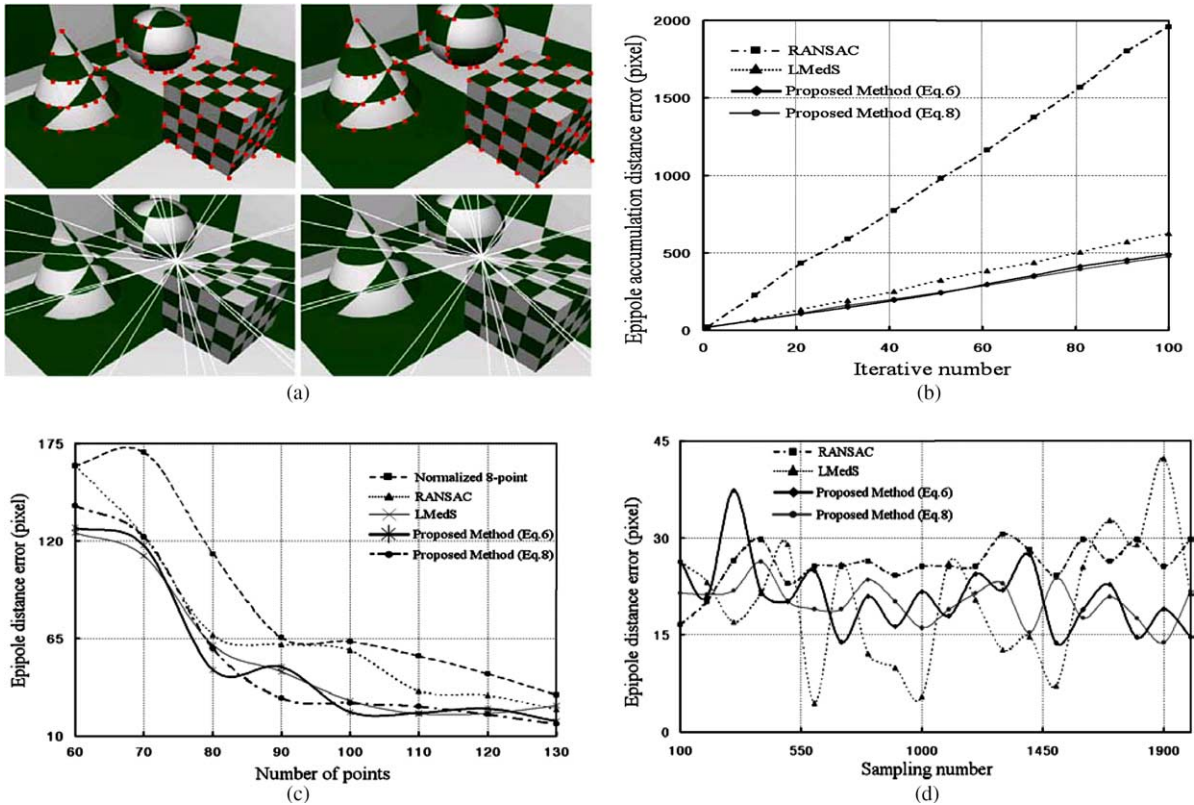 (a)
2000
1500
1000
500
0
Epipole accumulation distance error (pixel)
RANSAC
LMedS
Proposed Method (Eq.6)
Proposed Method (Eq.8)
0 20 40 60 80 100
Iterative number
(b)
175
120
65
10
Epipole distance error (pixel)
Normalized 8-point
RANSAC
LMedS
Proposed Method (Eq.6)
Proposed Method (Eq.8)
60 70 80 90 100 110 120 130
Number of points
(c)
45
30
15
0
Epipole distance error (pixel)
RANSAC
LMedS
Proposed Method (Eq.6)
Proposed Method (Eq.8)
100 550 1000 1450 1900
Sampling number
(d)